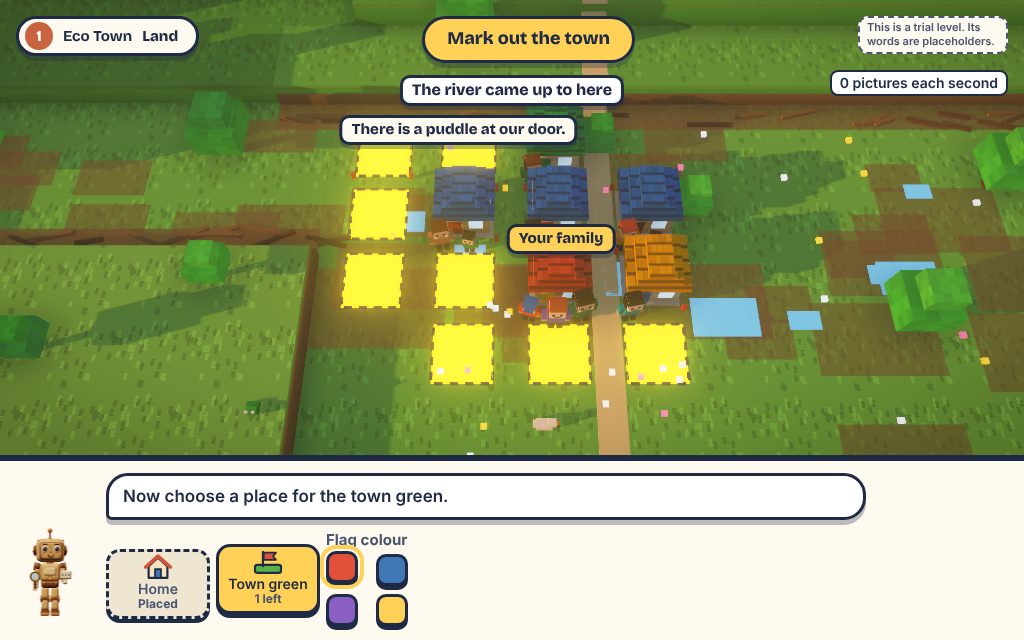 1 Eco Town Land
Mark out the town
This is a trial level. Its
words are placeholders.
0 pictures each second
The river came up to here
There is a puddle at our door.
Your family
Now choose a place for the town green.
Home
Placed
Town green
1 left
Flag colour